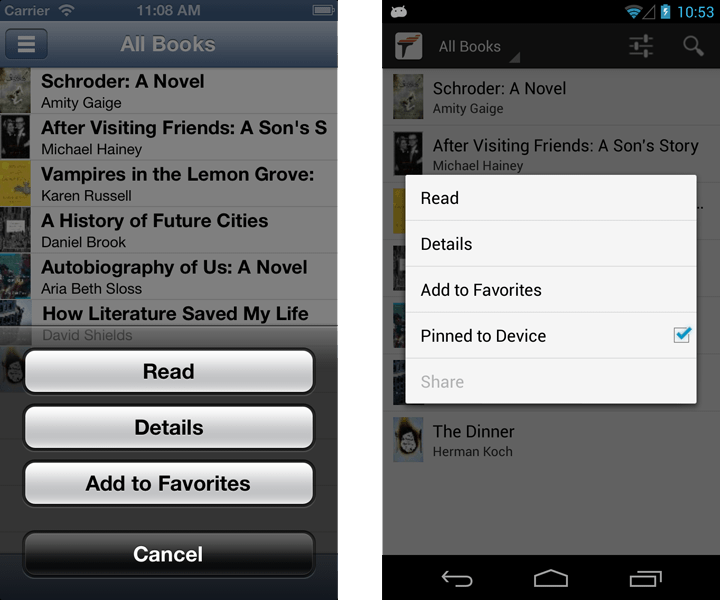 Carrier
11:08 AM
All Books
Schroder: A Novel
Amity Gaige
After Visiting Friends: A Son's S
Michael Hainey
Vampires in the Lemon Grove:
Karen Russell
A History of Future Cities
Daniel Brook
Autobiography of Us: A Novel
Aria Beth Sloss
How Literature Saved My Life
David Shields
Read
Details
Add to Favorites
Cancel
10:53
All Books
Schroder: A Novel
Amity Gaige
After Visiting Friends: A Son's Story
Michael Hainey
Read
Details
Add to Favorites
Pinned to Device
Share
The Dinner
Herman Koch